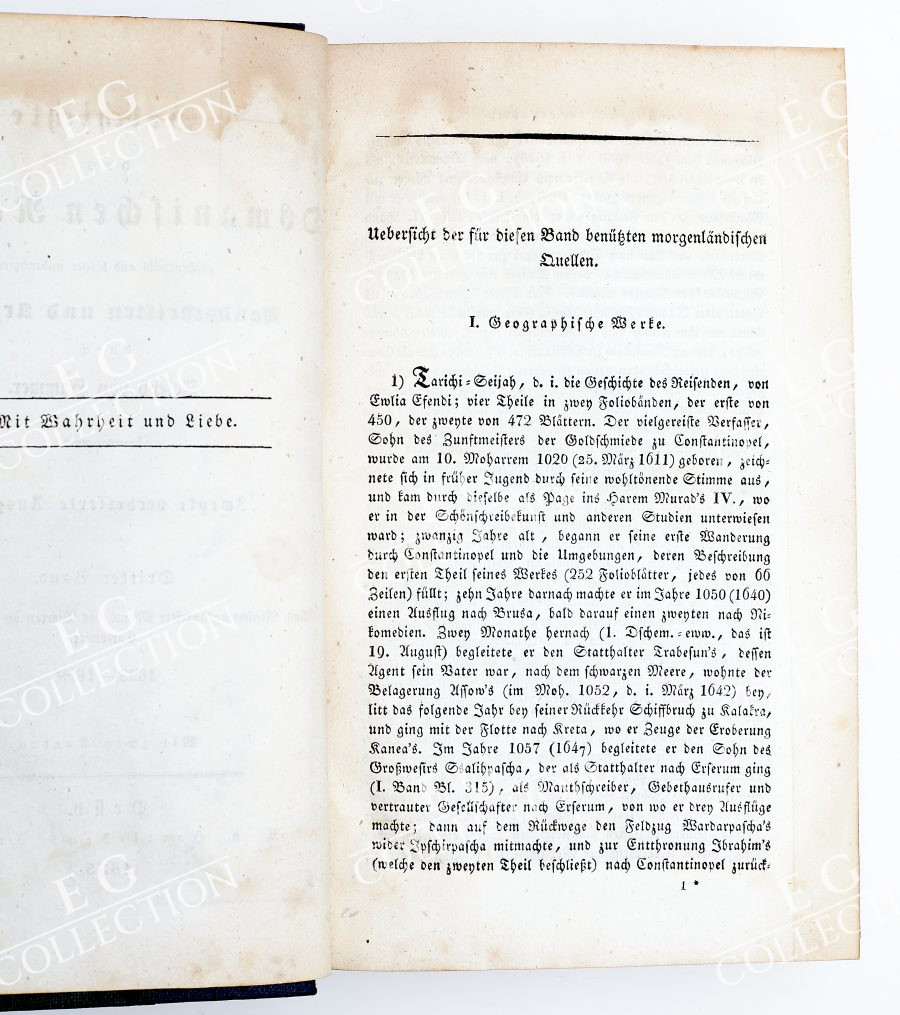 Mit Wahrheit und Liebe.
Uebersicht der für diesen Band benützten morgenländischen
Quellen.
I. Geographische Werke.
1) Tarichi-Seijah, d. i. die Geschichte des Reisenden, von
Ewlia Efendi; vier Theile in zwey Foliobänden, der erste von
450, der zweyte von 472 Blättern. Der vielgereiste Verfasser,
Sohn des Zunftmeisters der Goldschmiede zu Constantinopel,
wurde am 10. Moharrem 1020 (25. März 1611) geboren, zeich-
nete sich in früher Jugend durch seine wohltönende Stimme aus,
und kam durch dieselbe als Page ins Harem Murad's IV., wo
er in der Schönschreibekunst und anderen Studien unterwiesen
ward; zwanzig Jahre alt, begann er seine erste Wanderung
durch Constantinopel und die Umgebungen, deren Beschreibung
den ersten Theil seines Werkes (252 Folioblätter, jedes von 66
Zeilen) füllt; zehn Jahre darnach machte er im Jahre 1050 (1640)
einen Ausflug nach Brusa, bald darauf einen zweyten nach Ni-
komedien. Zwey Monathe hernach (I. Dschem.-eww., das ist
19. August) begleitete er den Statthalter Trabesun's, dessen
Agent sein Vater war, nach dem schwarzen Meere, wohnte der
Belagerung Assow's (im Moh. 1052, d. i. März 1642) bey,
litt das folgende Jahr bey seiner Rückkehr Schiffbruch zu Kalakra,
und ging mit der Flotte nach Kreta, wo er Zeuge der Eroberung
Kanea's. Im Jahre 1057 (1647) begleitete er den Sohn des
Großwesirs Ssalihpascha, der als Statthalter nach Erserum ging
(I. Band Bl. 315), als Mauthschreiber, Gebethausrufer und
vertrauter Gesellschafter nach Erserum, von wo er drey Ausflüge
machte; dann auf dem Rückwege den Feldzug Wardarpascha's
wider Ipschirpascha mitmachte, und zur Entthronung Ibrahim's
(welche den zweyten Theil beschließt) nach Constantinopel zurück-
1 *
EG
COLLECTION